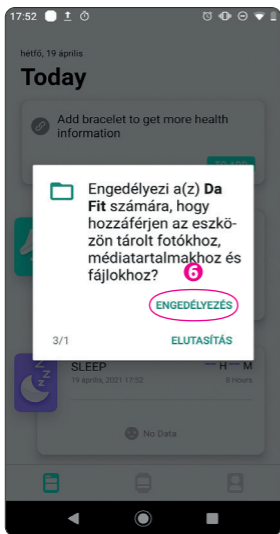 17:52
hétfő, 19 április
Today
Add bracelet to get more health
information
Engedélyezi a(z) Da
Fit számára, hogy
hozzáférjen az eszkö-
zön tárolt fotókhoz,
médiatartalmakhoz és
fájlokhoz?
6
ENGEDÉLYEZÉS
3/1
ELUTASÍTÁS
SLEEP
-- H -- M
19 április, 2021 17:52
8 Hours
No Data